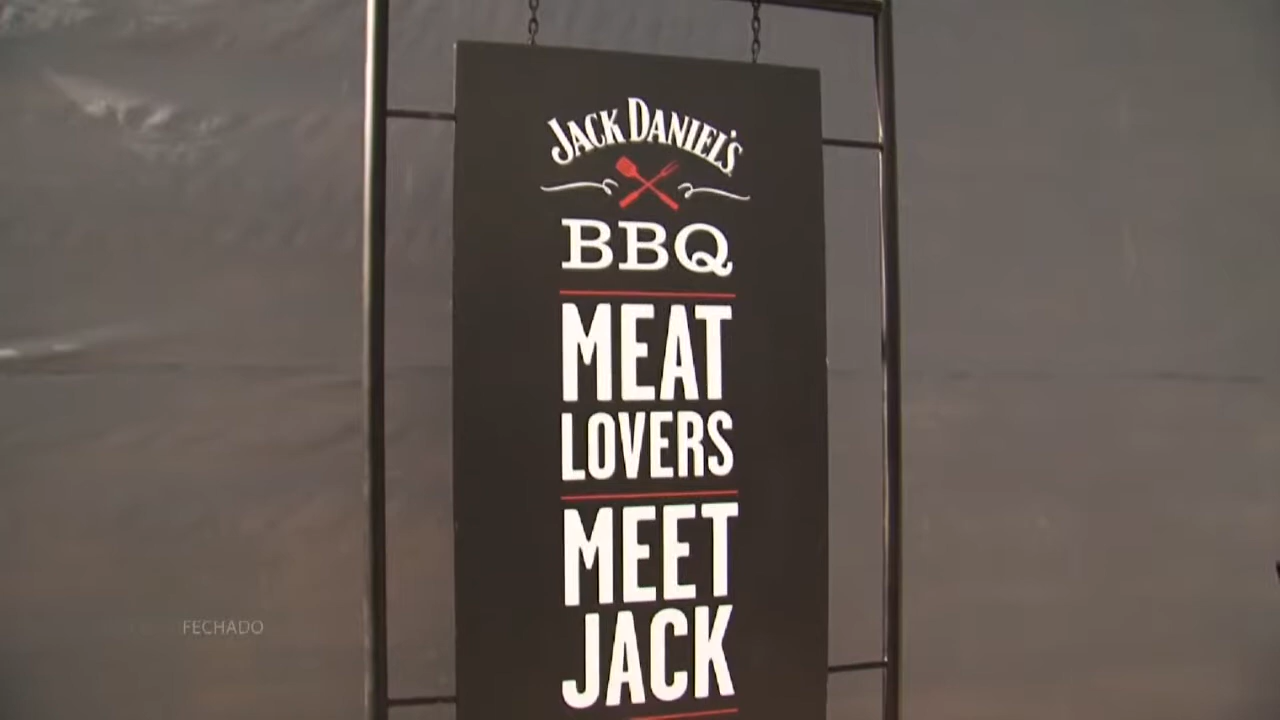 JACK DANIEL'S
BBQ
MEAT
LOVERS
MEET
JACK
FECHADO